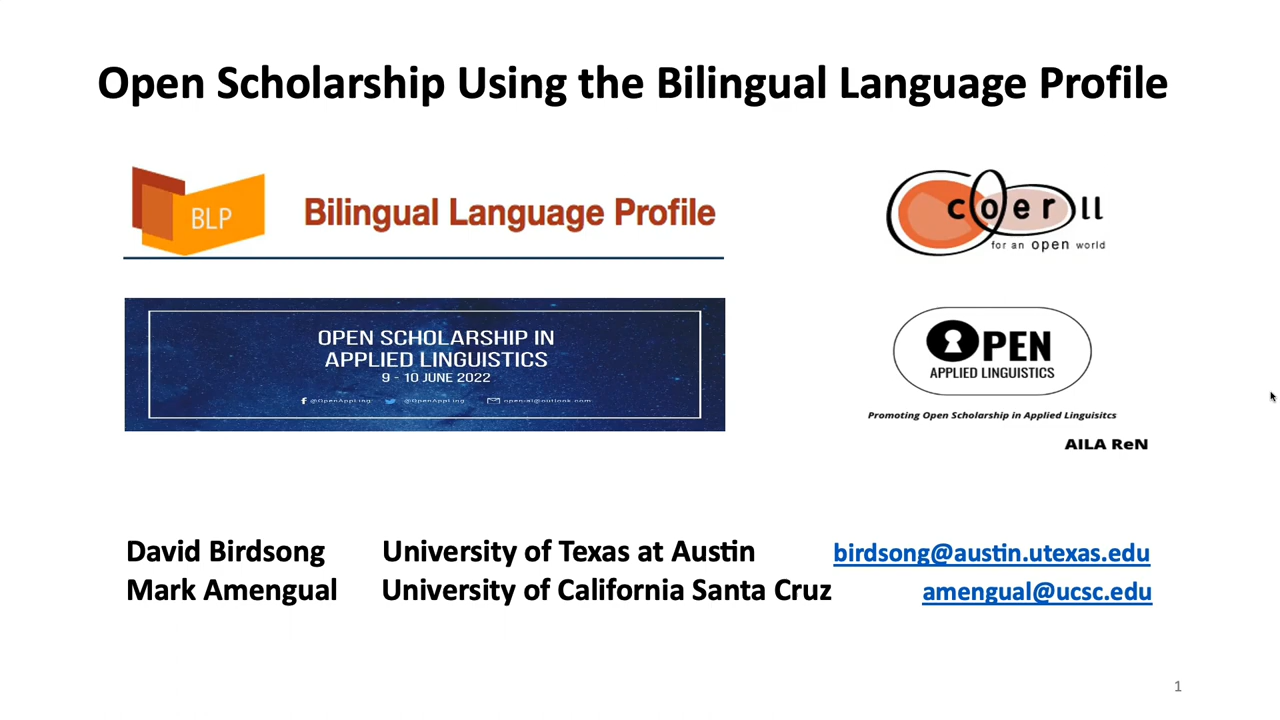 Open Scholarship Using the Bilingual Language Profile
BLP
Bilingual Language Profile
coerll
for an open world
OPEN SCHOLARSHIP IN
APPLIED LINGUISTICS
9 - 10 JUNE 2022
@OpenAppLing @OpenAppLing
OPEN
APPLIED LINGUISTICS
Promoting Open Scholarship in Applied Linguisitcs
AILA ReN
David Birdsong University of Texas at Austin birdsong@austin.utexas.edu
Mark Amengual University of California Santa Cruz amengual@ucsc.edu
1